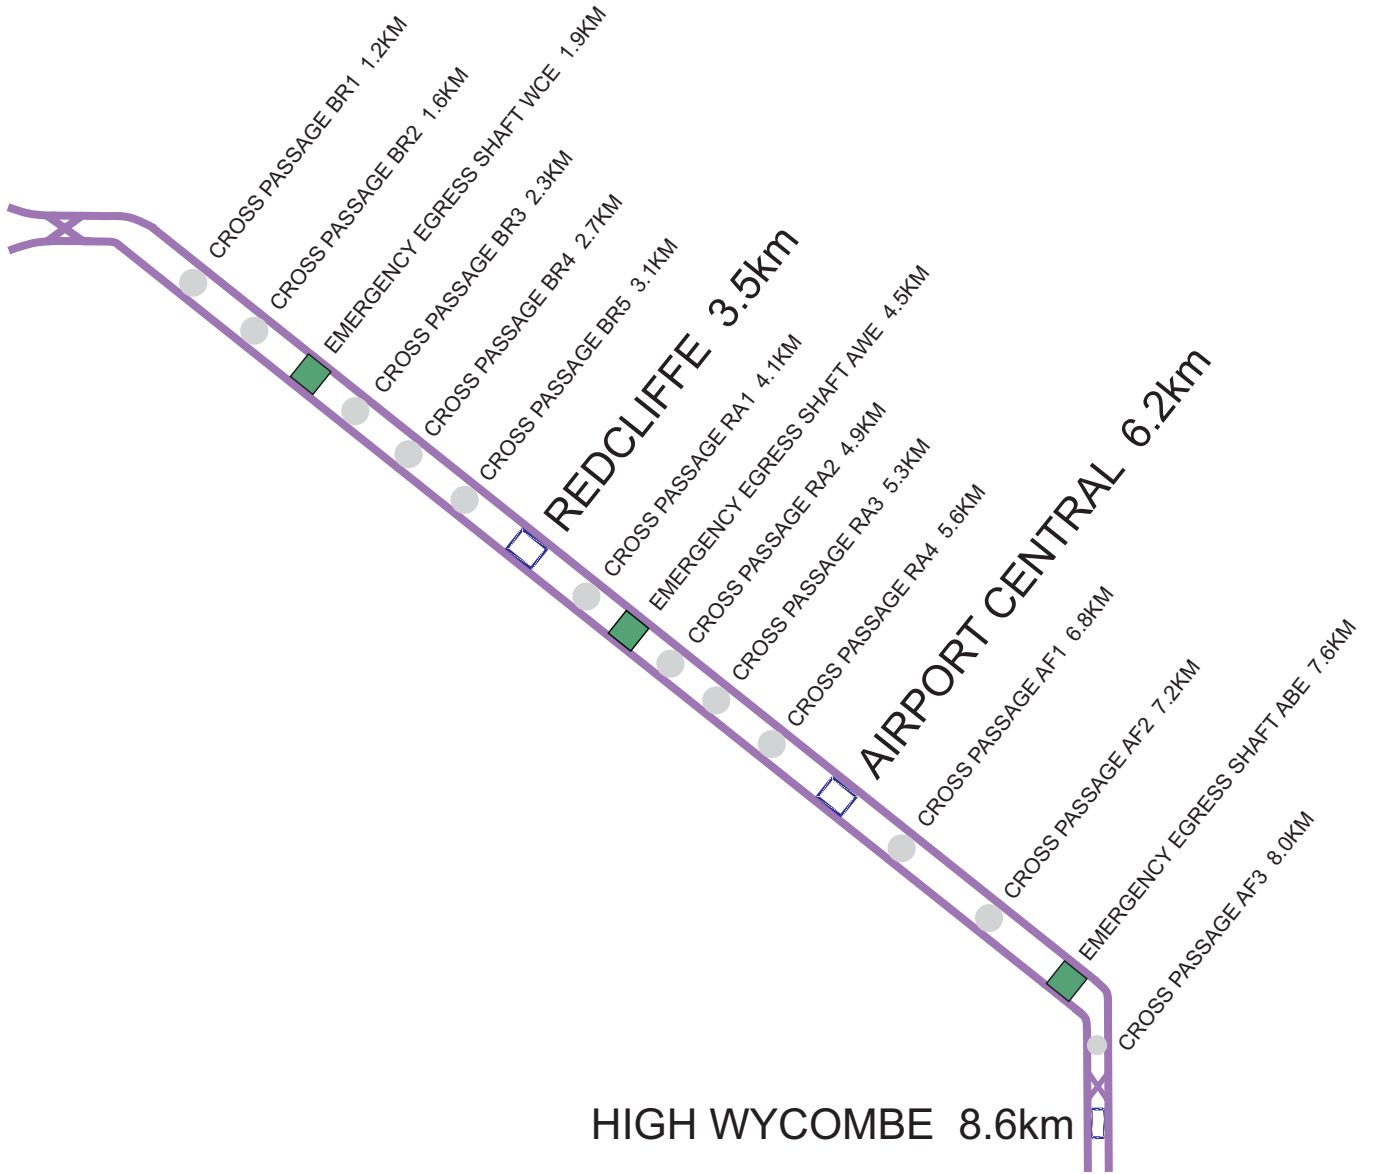 CROSS PASSAGE BR1 1.2KM
CROSS PASSAGE BR2 1.6KM
EMERGENCY EGRESS SHAFT WCE 1.9KM
CROSS PASSAGE BR3 2.3KM
CROSS PASSAGE BR4 2.7KM
CROSS PASSAGE BR5 3.1KM
REDCLIFFE 3.5km
CROSS PASSAGE RA1 4.1KM
EMERGENCY EGRESS SHAFT AWE 4.5KM
CROSS PASSAGE RA2 4.9KM
CROSS PASSAGE RA3 5.3KM
CROSS PASSAGE RA4 5.6KM
AIRPORT CENTRAL 6.2km
CROSS PASSAGE AF1 6.8KM
CROSS PASSAGE AF2 7.2KM
EMERGENCY EGRESS SHAFT ABE 7.6KM
CROSS PASSAGE AF3 8.0KM
HIGH WYCOMBE 8.6km